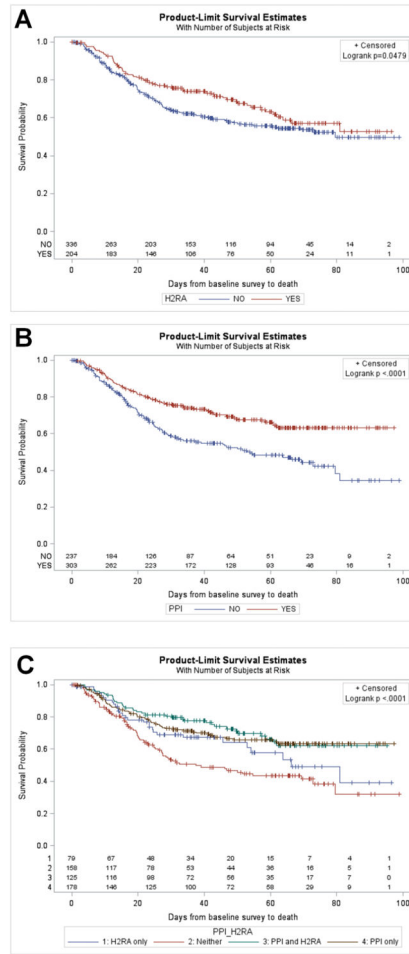 A
Product-Limit Survival Estimates
With Number of Subjects at Risk
+ Censored
Logrank p=0.0479
Survival Probability
1.0
0.8
0.6
0.4
0.2
0.0
NO 336 263 203 153 116 94 45 14 2
YES 204 183 146 106 76 50 24 11 1
0 20 40 60 80 100
Days from baseline survey to death
H2RA NO YES
B
Product-Limit Survival Estimates
With Number of Subjects at Risk
+ Censored
Logrank p <.0001
Survival Probability
1.0
0.8
0.6
0.4
0.2
0.0
NO 237 184 126 87 64 51 23 9 2
YES 303 262 223 172 128 93 46 16 1
0 20 40 60 80 100
Days from baseline survey to death
PPI NO YES
C
Product-Limit Survival Estimates
With Number of Subjects at Risk
+ Censored
Logrank p <.0001
Survival Probability
1.0
0.8
0.6
0.4
0.2
0.0
1 79 67 48 34 20 15 7 4 1
2 158 117 78 53 44 36 16 5 1
3 125 116 98 72 56 35 17 7 0
4 178 146 125 100 72 58 29 9 1
0 20 40 60 80 100
Days from baseline survey to death
PPI_H2RA
1: H2RA only 2: Neither 3: PPI and H2RA 4: PPI only